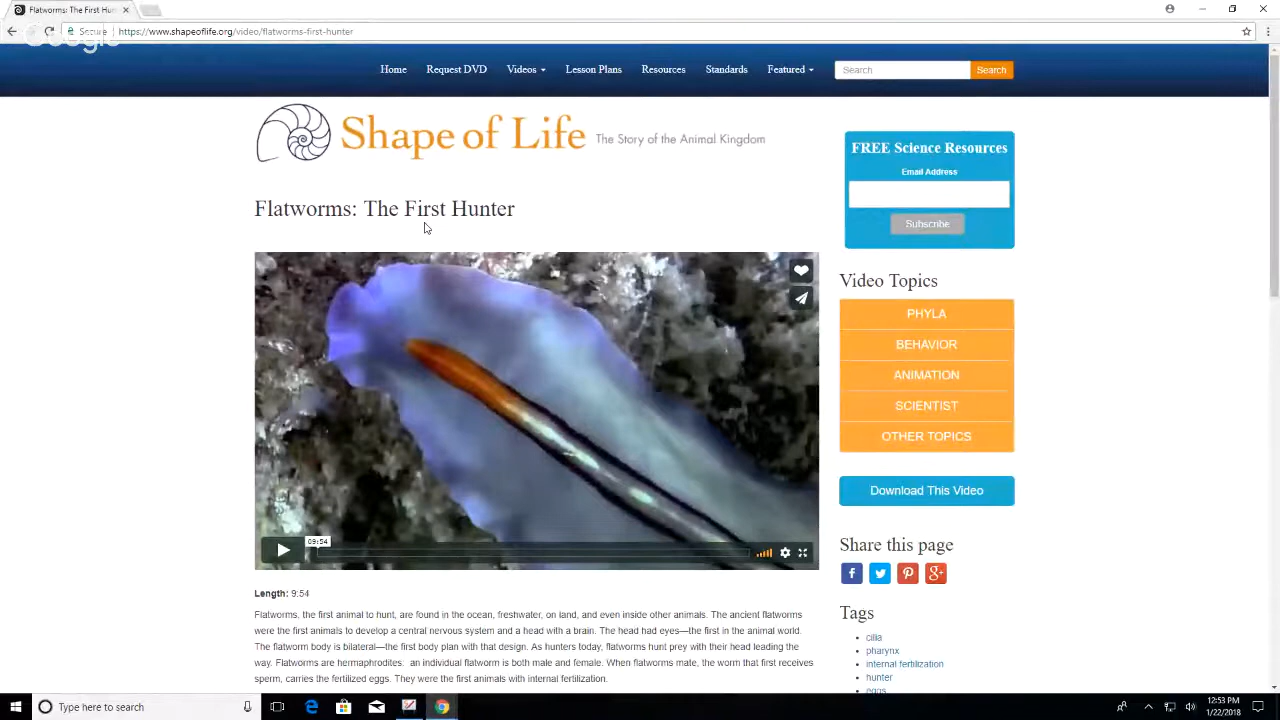 Flatworms: The First Hun
Secure
https://www.shapeoflife.org/video/flatworms-first-hunter
Google
Home Request DVD Videos Lesson Plans Resources Standards Featured Search Search
Shape of Life The Story of the Animal Kingdom
FREE Science Resources
Email Address
Subscribe
Flatworms: The First Hunter
Video Topics
PHYLA
BEHAVIOR
ANIMATION
SCIENTIST
OTHER TOPICS
Download This Video
09:54
Share this page
Length: 9:54
Flatworms, the first animal to hunt, are found in the ocean, freshwater, on land, and even inside other animals. The ancient flatworms
were the first animals to develop a central nervous system and a head with a brain. The head had eyes—the first in the animal world.
The flatworm body is bilateral—the first body plan with that design. As hunters today, flatworms hunt prey with their head leading the
way. Flatworms are hermaphrodites: an individual flatworm is both male and female. When flatworms mate, the worm that first receives
sperm, carries the fertilized eggs. They were the first animals with internal fertilization.
Tags
cilia
pharynx
internal fertilization
hunter
eggs
Type here to search
12:53 PM
1/22/2018